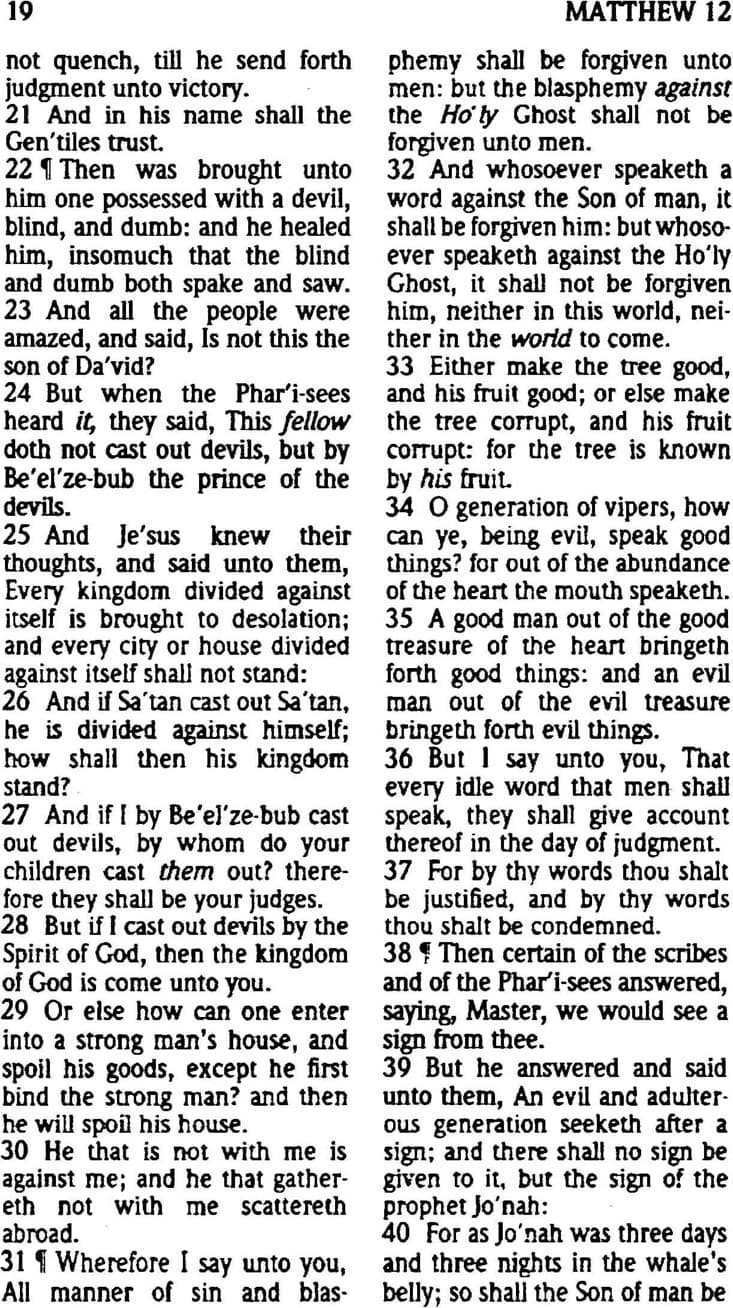 19
MATTHEW 12
not quench, till he send forth
judgment unto victory.
21 And in his name shall the
Gen'tiles trust.
22 ¶ Then was brought unto
him one possessed with a devil,
blind, and dumb: and he healed
him, insomuch that the blind
and dumb both spake and saw.
23 And all the people were
amazed, and said, Is not this the
son of Da'vid?
24 But when the Phar'i-sees
heard it, they said, This fellow
doth not cast out devils, but by
Be'el'ze-bub the prince of the
devils.
25 And Je'sus knew their
thoughts, and said unto them,
Every kingdom divided against
itself is brought to desolation;
and every city or house divided
against itself shall not stand:
26 And if Sa'tan cast out Sa'tan,
he is divided against himself;
how shall then his kingdom
stand?
27 And if I by Be'el'ze-bub cast
out devils, by whom do your
children cast them out? there-
fore they shall be your judges.
28 But if I cast out devils by the
Spirit of God, then the kingdom
of God is come unto you.
29 Or else how can one enter
into a strong man's house, and
spoil his goods, except he first
bind the strong man? and then
he will spoil his house.
30 He that is not with me is
against me; and he that gather-
eth not with me scattereth
abroad.
31 ¶ Wherefore I say unto you,
All manner of sin and blas-
phemy shall be forgiven unto
men: but the blasphemy against
the Ho'ly Ghost shall not be
forgiven unto men.
32 And whosoever speaketh a
word against the Son of man, it
shall be forgiven him: but whoso-
ever speaketh against the Ho'ly
Ghost, it shall not be forgiven
him, neither in this world, nei-
ther in the world to come.
33 Either make the tree good,
and his fruit good; or else make
the tree corrupt, and his fruit
corrupt: for the tree is known
by his fruit.
34 O generation of vipers, how
can ye, being evil, speak good
things? for out of the abundance
of the heart the mouth speaketh.
35 A good man out of the good
treasure of the heart bringeth
forth good things: and an evil
man out of the evil treasure
bringeth forth evil things.
36 But I say unto you, That
every idle word that men shall
speak, they shall give account
thereof in the day of judgment.
37 For by thy words thou shalt
be justified, and by thy words
thou shalt be condemned.
38 ¶ Then certain of the scribes
and of the Phar'i-sees answered,
saying, Master, we would see a
sign from thee.
39 But he answered and said
unto them, An evil and adulter-
ous generation seeketh after a
sign; and there shall no sign be
given to it, but the sign of the
prophet Jo'nah:
40 For as Jo'nah was three days
and three nights in the whale's
belly; so shall the Son of man be